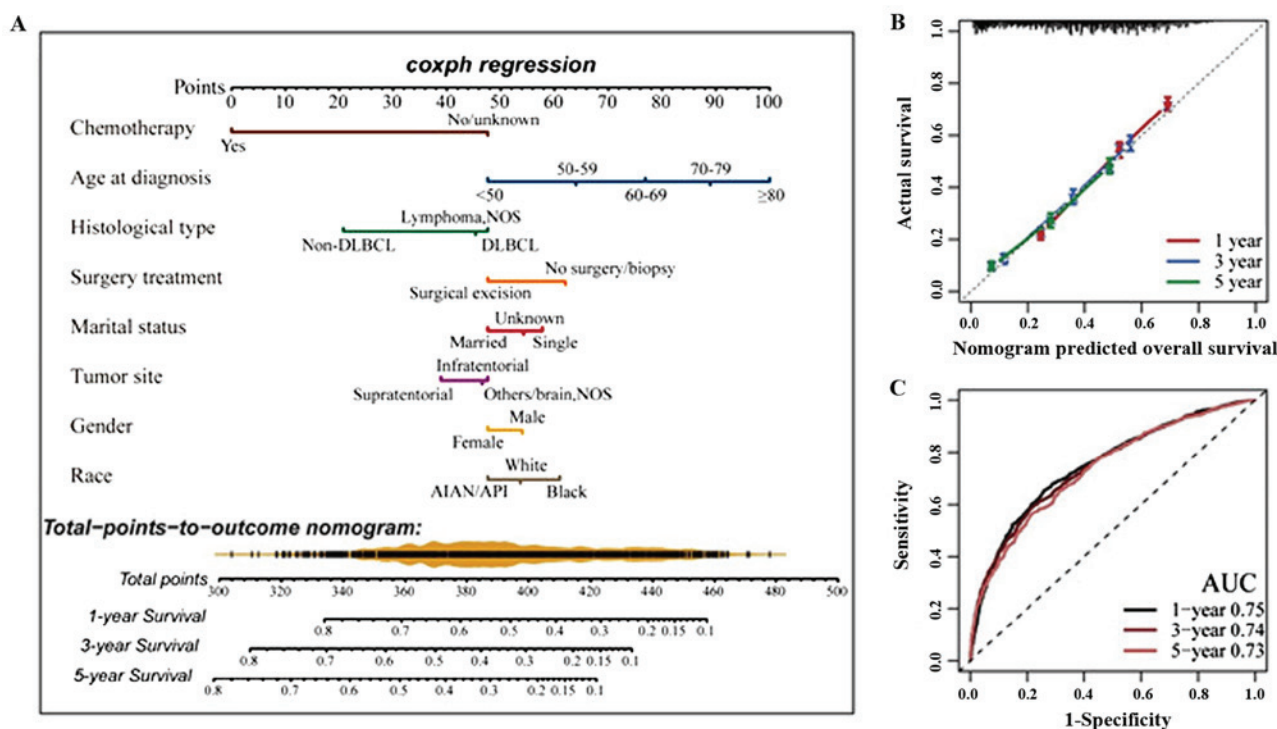 A
coxph regression
Points
0 10 20 30 40 50 60 70 80 90 100
No/unknown
Chemotherapy
Yes
50-59 70-79
Age at diagnosis
<50 60-69 ≥80
Lymphoma,NOS
Histological type
Non-DLBCL DLBCL
No surgery/biopsy
Surgery treatment
Surgical excision
Unknown
Marital status
Married Single
Infratentorial
Tumor site
Supratentorial Others/brain,NOS
Male
Gender
Female
White
Race
AIAN/API Black
Total-points-to-outcome nomogram:
Total points
300 320 340 360 380 400 420 440 460 480 500
1-year Survival
0.8 0.7 0.6 0.5 0.4 0.3 0.2 0.15 0.1
3-year Survival
0.8 0.7 0.6 0.5 0.4 0.3 0.2 0.15 0.1
5-year Survival
0.8 0.7 0.6 0.5 0.4 0.3 0.2 0.15 0.1
B
Actual survival
1.0
0.8
0.6
0.4
0.2
0.0
1 year
3 year
5 year
0.0 0.2 0.4 0.6 0.8 1.0
Nomogram predicted overall survival
C
Sensitivity
1.0
0.8
0.6
0.4
0.2
0.0
AUC
1-year 0.75
3-year 0.74
5-year 0.73
0.0 0.2 0.4 0.6 0.8 1.0
1-Specificity